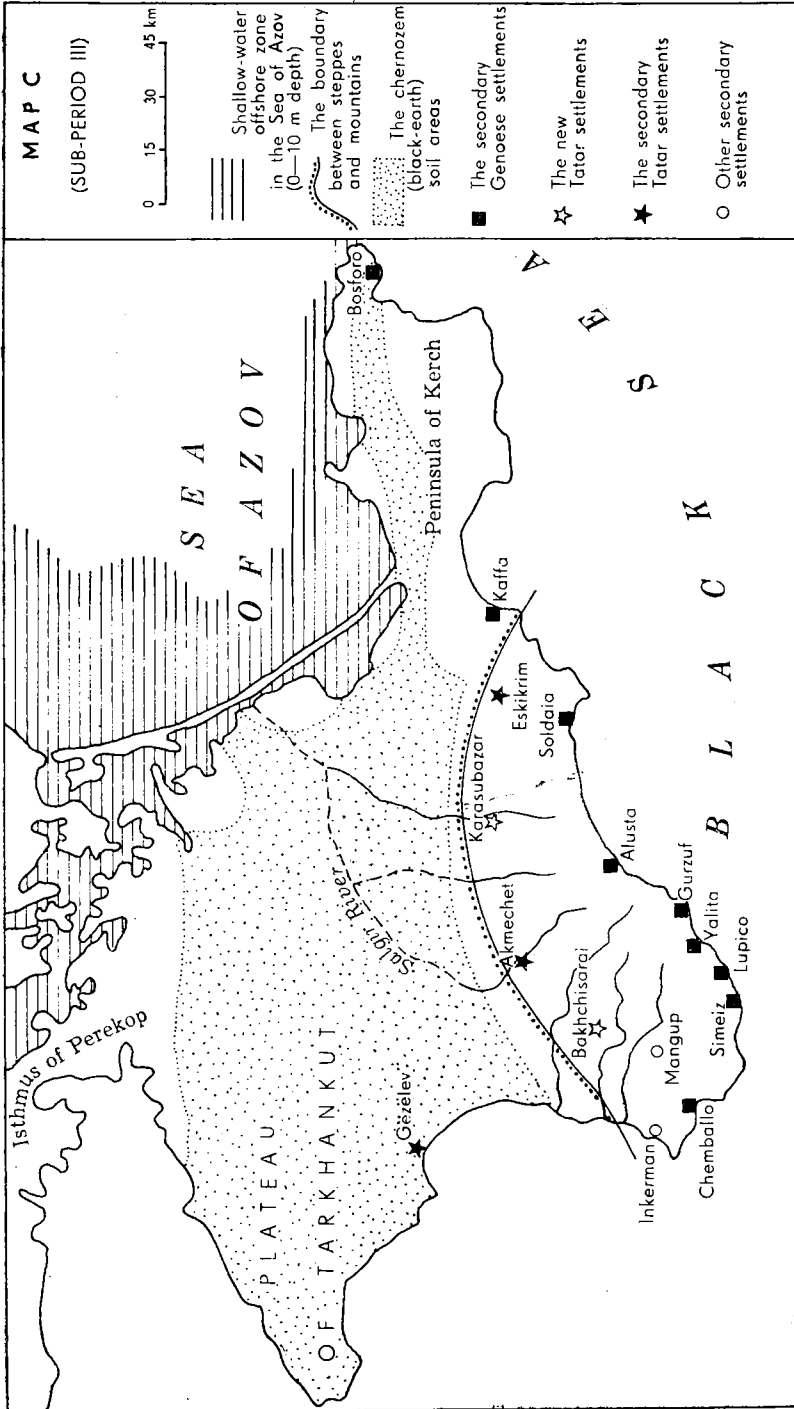 MAP C
(SUB-PERIOD III)
0 15 30 45 km
Shallow-water
offshore zone
in the Sea of Azov
(0—10 m depth)
The boundary
between steppes
and mountains
The chernozem
(black-earth)
soil areas
The secondary
Genoese settlements
The new
Tatar settlements
The secondary
Tatar settlements
Other secondary
settlements
Isthmus of Perekop
SEA
OF AZOV
PLATEAU
OF TARKHANKUT
Salgir River
Bosforo
Peninsula of Kerch
Gëzëlev
Kaffa
Karasubazar
Eskikrim
Akmechet
Soldaia
Bakhchisarai
Alusta
Inkerman
Mangup
Gurzuf
Yalita
Chemballo
Simeiz
Lupico
BLACK SEA